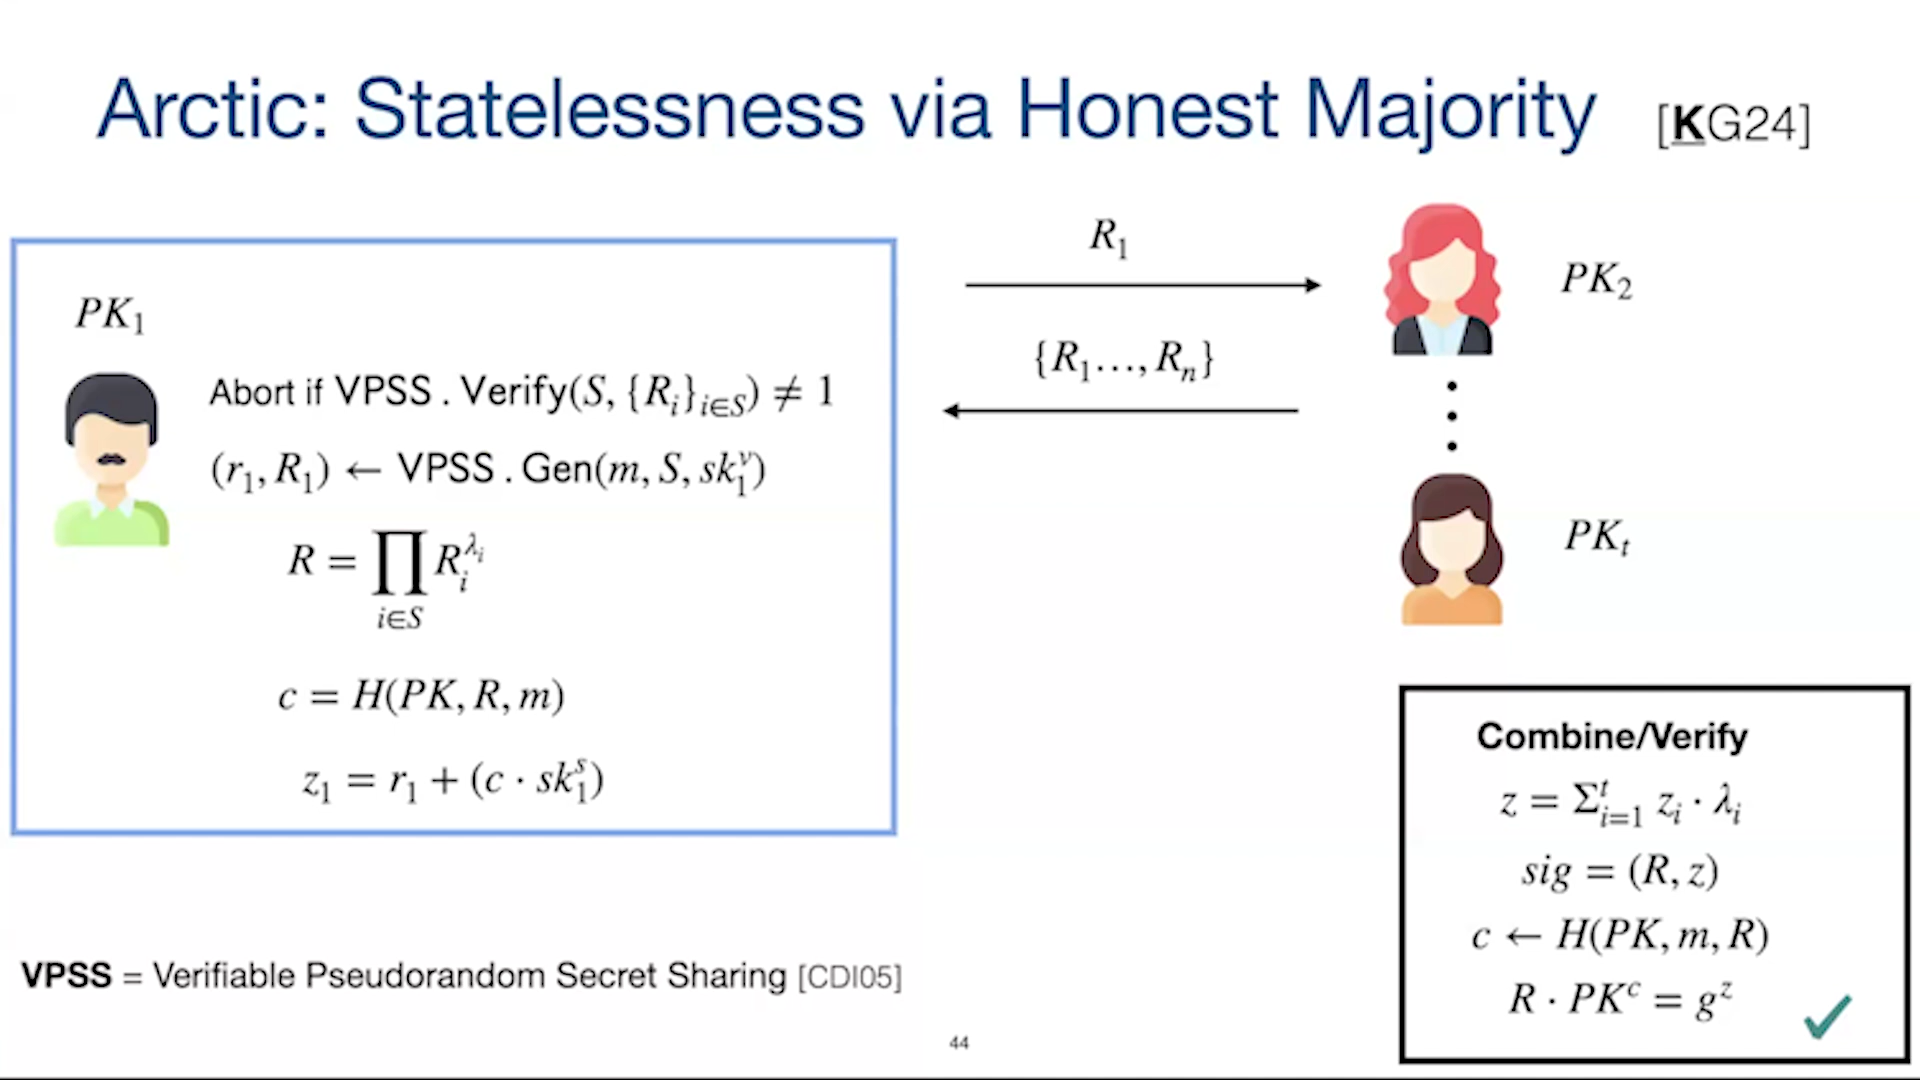 Arctic: Statelessness via Honest Majority [KG24]
PK₁
Abort if VPSS . Verify(S, {Rᵢ}ᵢ∈S) ≠ 1
(r₁, R₁) ← VPSS . Gen(m, S, sk₁ᵛ)
R = ∏ᵢ∈S Rᵢ^λᵢ
c = H(PK, R, m)
z₁ = r₁ + (c · sk₁ˢ)
R₁
{R₁…, Rₙ}
PK₂
PKₜ
Combine/Verify
z = Σᵢ₌₁ᵗ zᵢ · λᵢ
sig = (R, z)
c ← H(PK, m, R)
R · PKᶜ = gᶻ
VPSS = Verifiable Pseudorandom Secret Sharing [CDI05]
44